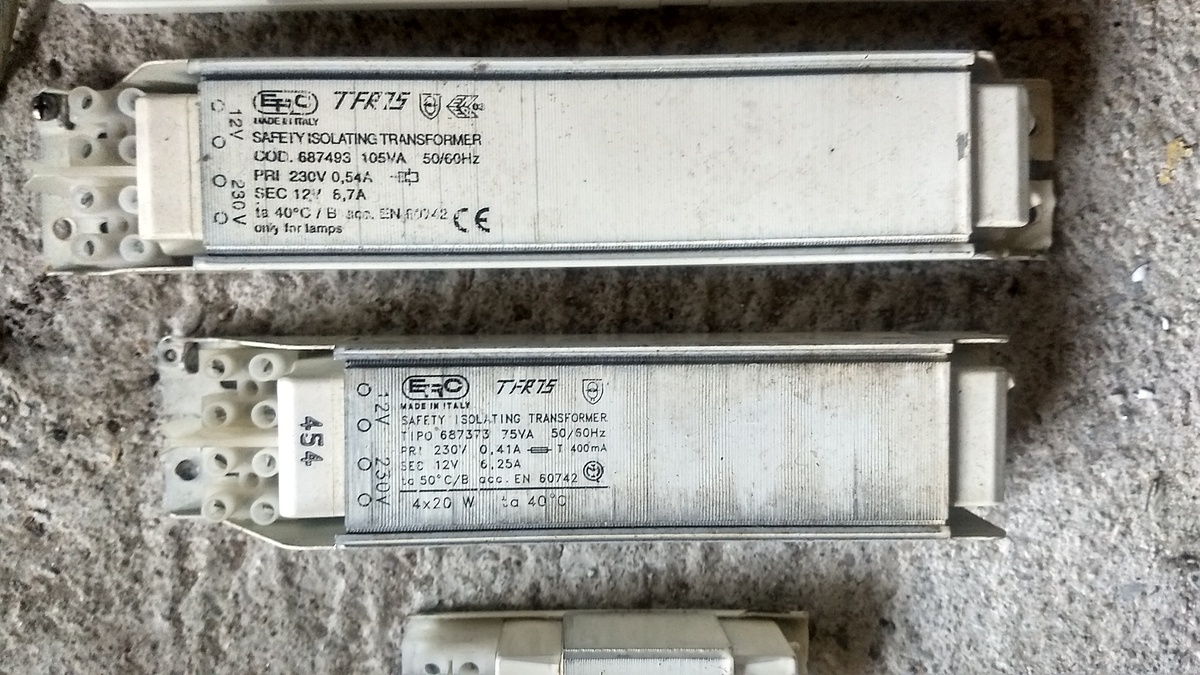 ERC TFR75
MADE IN ITALY
12V
230V
SAFETY ISOLATING TRANSFORMER
COD. 687493 105VA 50/60Hz
PRI 230V 0,54A
SEC 12V 8,7A
ta 40°C / B acc. EN 60742 CE
only for lamps
454
ERC TFR75
MADE IN ITALY
12V
230V
SAFETY ISOLATING TRANSFORMER
TIPO 687373 75VA 50/60Hz
PRI 230V 0,41A T 400mA
SEC 12V 6,25A
ta 50°C/B acc. EN 60742
4x20 W ta 40°C